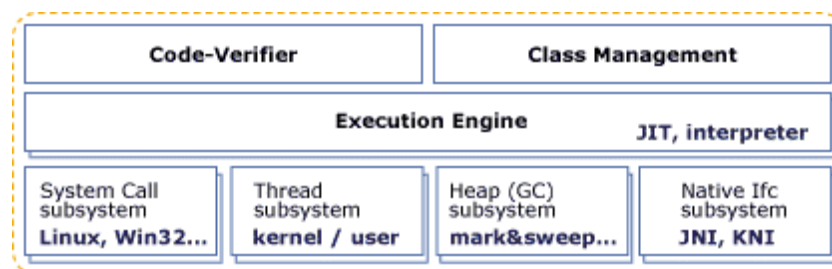 Code-Verifier
Class Management
Execution Engine
JIT, interpreter
System Call
subsystem
Linux, Win32...
Thread
subsystem
kernel / user
Heap (GC)
subsystem
mark&sweep...
Native Ifc
subsystem
JNI, KNI